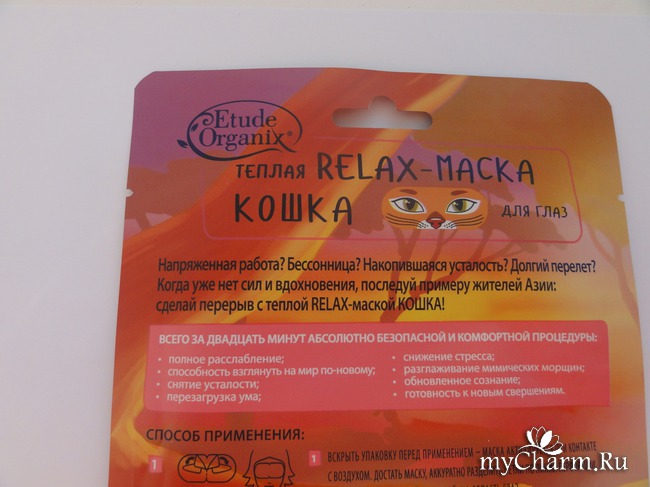 Etude
Organix®
ТЕПЛАЯ RELAX-МАСКА
КОШКА
ДЛЯ ГЛАЗ
Напряженная работа? Бессонница? Накопившаяся усталость? Долгий перелет?
Когда уже нет сил и вдохновения, последуй примеру жителей Азии:
сделай перерыв с теплой RELAX-маской КОШКА!
ВСЕГО ЗА ДВАДЦАТЬ МИНУТ АБСОЛЮТНО БЕЗОПАСНОЙ И КОМФОРТНОЙ ПРОЦЕДУРЫ:
• полное расслабление;
• способность взглянуть на мир по-новому;
• снятие усталости;
• перезагрузка ума;
• снижение стресса;
• разглаживание мимических морщин;
• обновленное сознание;
• готовность к новым свершениям.
СПОСОБ ПРИМЕНЕНИЯ:
1
1 ВСКРЫТЬ УПАКОВКУ ПЕРЕД ПРИМЕНЕНИЕМ – МАСКА КОНТАКТЕ
С ВОЗДУХОМ. ДОСТАТЬ МАСКУ, АККУРАТНО
myCharm.Ru